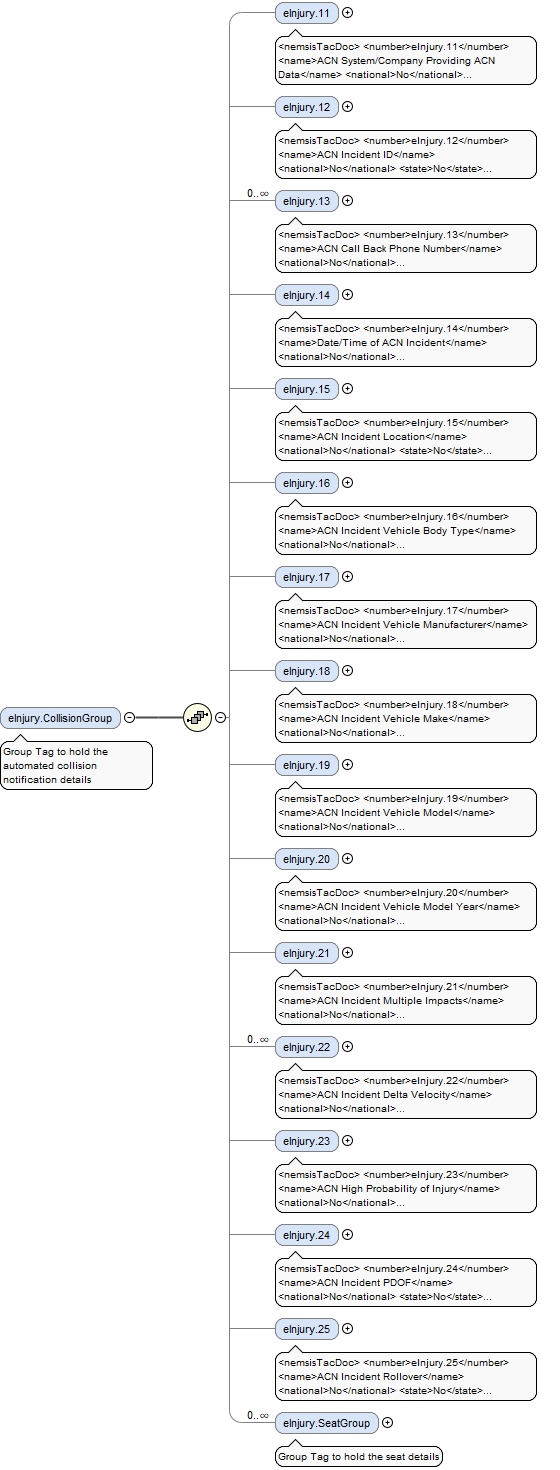 eInjury.11
<nemsisTacDoc> <number>eInjury.11</number>
<name>ACN System/Company Providing ACN
Data</name> <national>No</national>...
eInjury.12
<nemsisTacDoc> <number>eInjury.12</number>
<name>ACN Incident ID</name>
<national>No</national> <state>No</state>...
0..∞
eInjury.13
<nemsisTacDoc> <number>eInjury.13</number>
<name>ACN Call Back Phone Number</name>
<national>No</national>...
eInjury.14
<nemsisTacDoc> <number>eInjury.14</number>
<name>Date/Time of ACN Incident</name>
<national>No</national>...
eInjury.15
<nemsisTacDoc> <number>eInjury.15</number>
<name>ACN Incident Location</name>
<national>No</national> <state>No</state>...
eInjury.16
<nemsisTacDoc> <number>eInjury.16</number>
<name>ACN Incident Vehicle Body Type</name>
<national>No</national>...
eInjury.17
<nemsisTacDoc> <number>eInjury.17</number>
<name>ACN Incident Vehicle Manufacturer</name>
<national>No</national>...
eInjury.18
<nemsisTacDoc> <number>eInjury.18</number>
<name>ACN Incident Vehicle Make</name>
<national>No</national>...
eInjury.CollisionGroup
Group Tag to hold the
automated collision
notification details
eInjury.19
<nemsisTacDoc> <number>eInjury.19</number>
<name>ACN Incident Vehicle Model</name>
<national>No</national>...
eInjury.20
<nemsisTacDoc> <number>eInjury.20</number>
<name>ACN Incident Vehicle Model Year</name>
<national>No</national>...
eInjury.21
<nemsisTacDoc> <number>eInjury.21</number>
<name>ACN Incident Multiple Impacts</name>
<national>No</national>...
0..∞
eInjury.22
<nemsisTacDoc> <number>eInjury.22</number>
<name>ACN Incident Delta Velocity</name>
<national>No</national>...
eInjury.23
<nemsisTacDoc> <number>eInjury.23</number>
<name>ACN High Probability of Injury</name>
<national>No</national>...
eInjury.24
<nemsisTacDoc> <number>eInjury.24</number>
<name>ACN Incident PDOF</name>
<national>No</national> <state>No</state>...
eInjury.25
<nemsisTacDoc> <number>eInjury.25</number>
<name>ACN Incident Rollover</name>
<national>No</national> <state>No</state>...
0..∞
eInjury.SeatGroup
Group Tag to hold the seat details